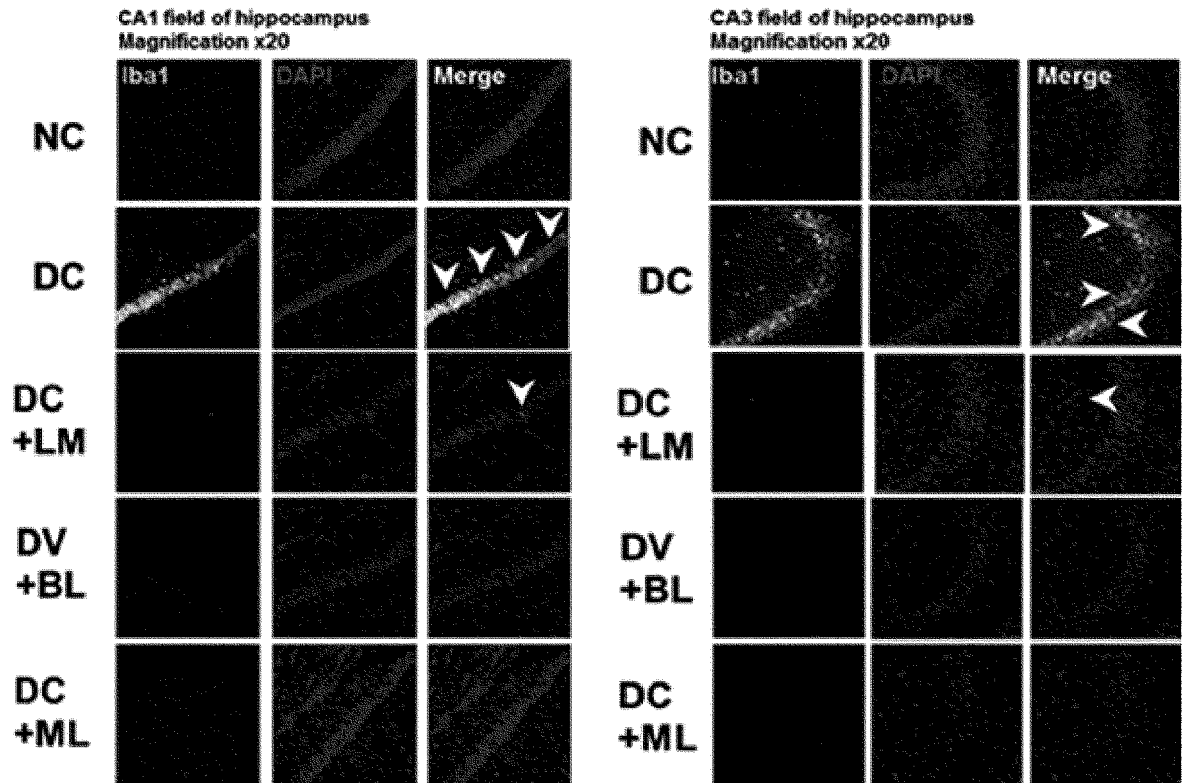 CA1 field of hippocampus
Magnification x20
Iba1 DAPI Merge
NC
DC
DC
+LM
DV
+BL
DC
+ML
CA3 field of hippocampus
Magnification x20
Iba1 DAPI Merge
NC
DC
DC
+LM
DV
+BL
DC
+ML